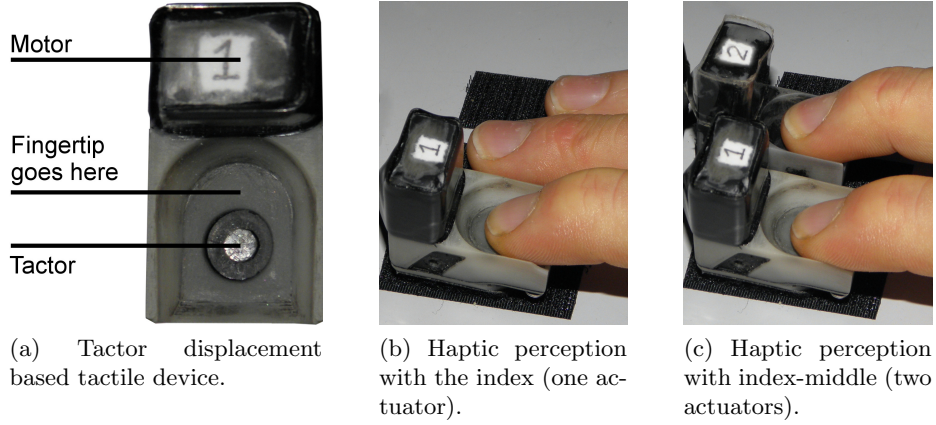 Motor
1
Fingertip
goes here
Tactor
1
2
1
(a) Tactor displacement
based tactile device.
(b) Haptic perception
with the index (one ac-
tuator).
(c) Haptic perception
with index-middle (two
actuators).